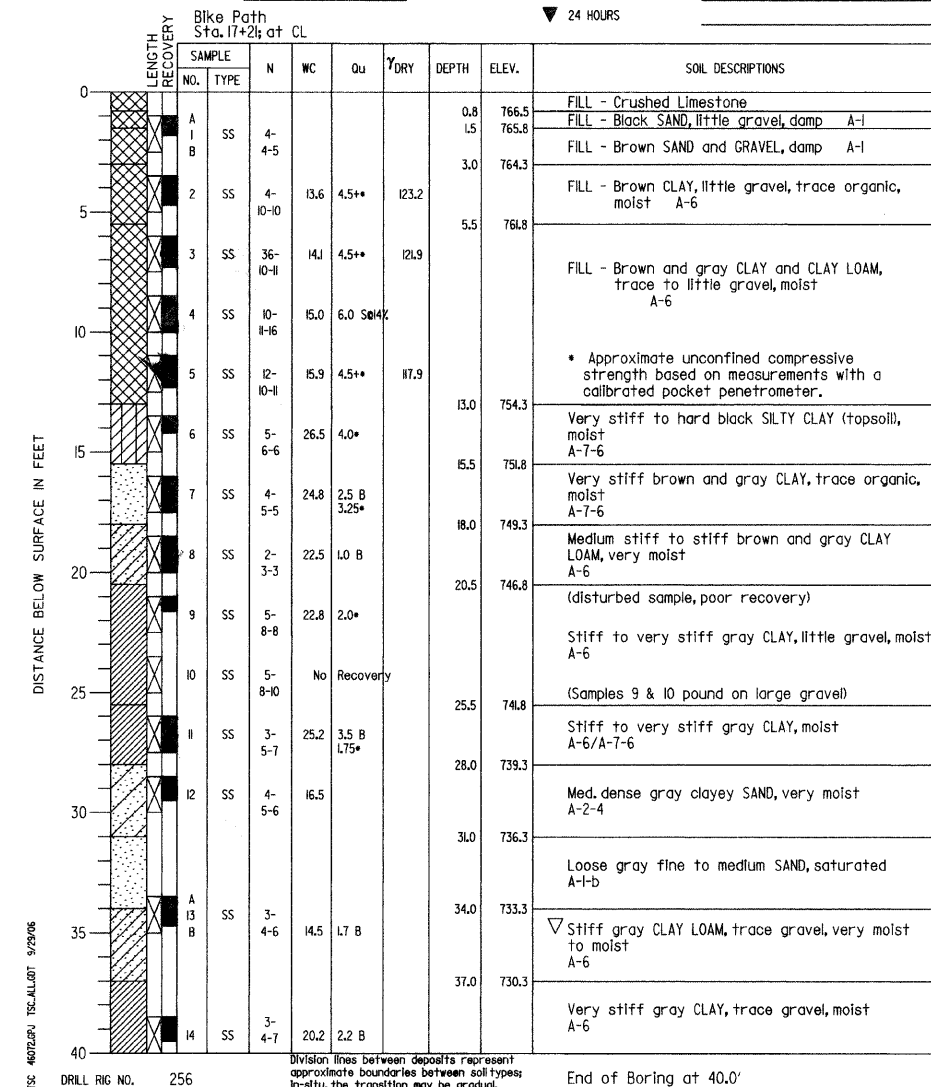 Bike Path
▼ 24 HOURS
Sta. 17+21; at CL
LENGTH
RECOVERY
SAMPLE
NO. TYPE N WC Qu γDRY DEPTH ELEV. SOIL DESCRIPTIONS
DISTANCE BELOW SURFACE IN FEET
0
FILL - Crushed Limestone
0.8 766.5
A FILL - Black SAND, little gravel, damp A-1
1.5 765.8
1 SS 4-
B 4-5 FILL - Brown SAND and GRAVEL, damp A-1
3.0 764.3
2 SS 4- 13.6 4.5+* 123.2 FILL - Brown CLAY, little gravel, trace organic,
5 10-10 moist A-6
5.5 761.8
3 SS 36- 14.1 4.5+* 121.9
10-11 FILL - Brown and gray CLAY and CLAY LOAM,
trace to little gravel, moist
A-6
4 SS 10- 15.0 6.0 S@14%
10 11-16
* Approximate unconfined compressive
5 SS 12- 15.9 4.5+* 117.9 strength based on measurements with a
10-11 calibrated pocket penetrometer.
13.0 754.3
Very stiff to hard black SILTY CLAY (topsoil),
6 SS 5- 26.5 4.0* moist
15 6-6 A-7-6
15.5 751.8
Very stiff brown and gray CLAY, trace organic,
7 SS 4- 24.8 2.5 B moist
5-5 3.25* A-7-6
18.0 749.3
Medium stiff to stiff brown and gray CLAY
8 SS 2- 22.5 1.0 B LOAM, very moist
20 3-3 A-6
20.5 746.8
(disturbed sample, poor recovery)
9 SS 5- 22.8 2.0*
8-8 Stiff to very stiff gray CLAY, little gravel, moist
A-6
10 SS 5- No Recovery
25 8-10 (Samples 9 & 10 pound on large gravel)
25.5 741.8
11 SS 3- 25.2 3.5 B Stiff to very stiff gray CLAY, moist
5-7 1.75* A-6/A-7-6
28.0 739.3
12 SS 4- 16.5 Med. dense gray clayey SAND, very moist
30 5-6 A-2-4
31.0 736.3
Loose gray fine to medium SAND, saturated
A-1-b
A
34.0 733.3
13 SS 3-
35 B 4-6 14.5 1.7 B ▽ Stiff gray CLAY LOAM, trace gravel, very moist
to moist
A-6
37.0 730.3
Very stiff gray CLAY, trace gravel, moist
A-6
14 SS 3- 20.2 2.2 B
4-7
40
Division lines between deposits represent
approximate boundaries between soil types;
in-situ, the transition may be gradual.
End of Boring at 40.0'
DRILL RIG NO. 256
46072.GPJ TSC_ALL.GDT 9/29/06